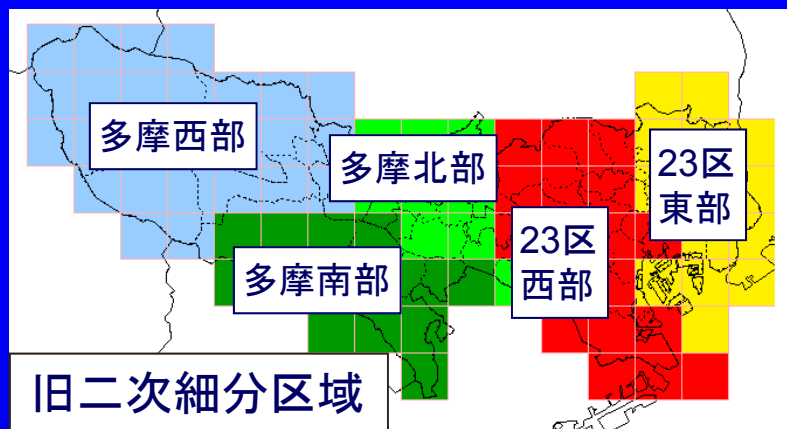 多摩西部
多摩北部
23区
東部
23区
西部
多摩南部
旧二次細分区域